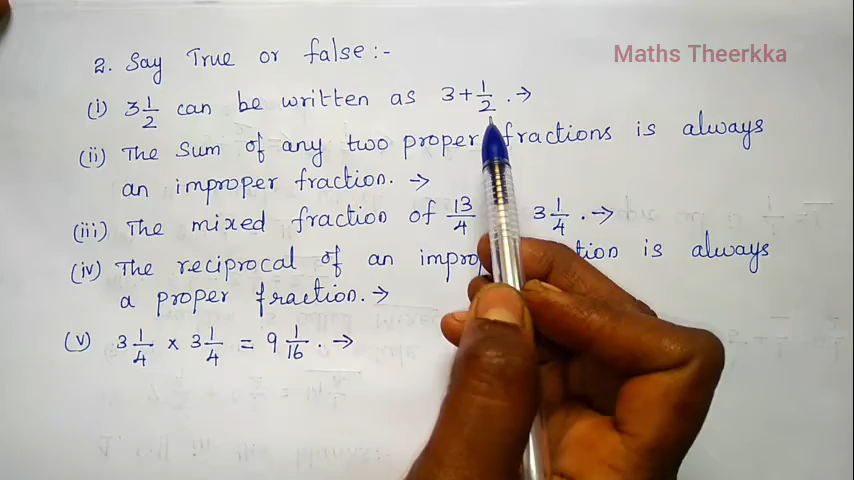 Maths Theerkka
2. Say True or false:-
(i) 3 1/2 can be written as 3 + 1/2 . →
(ii) The sum of any two proper fractions is always
an improper fraction. →
(iii) The mixed fraction of 13/4 3 1/4 . →
(iv) The reciprocal of an is always
a proper fraction. →
(v) 3 1/4 x 3 1/4 = 9 1/16 . →